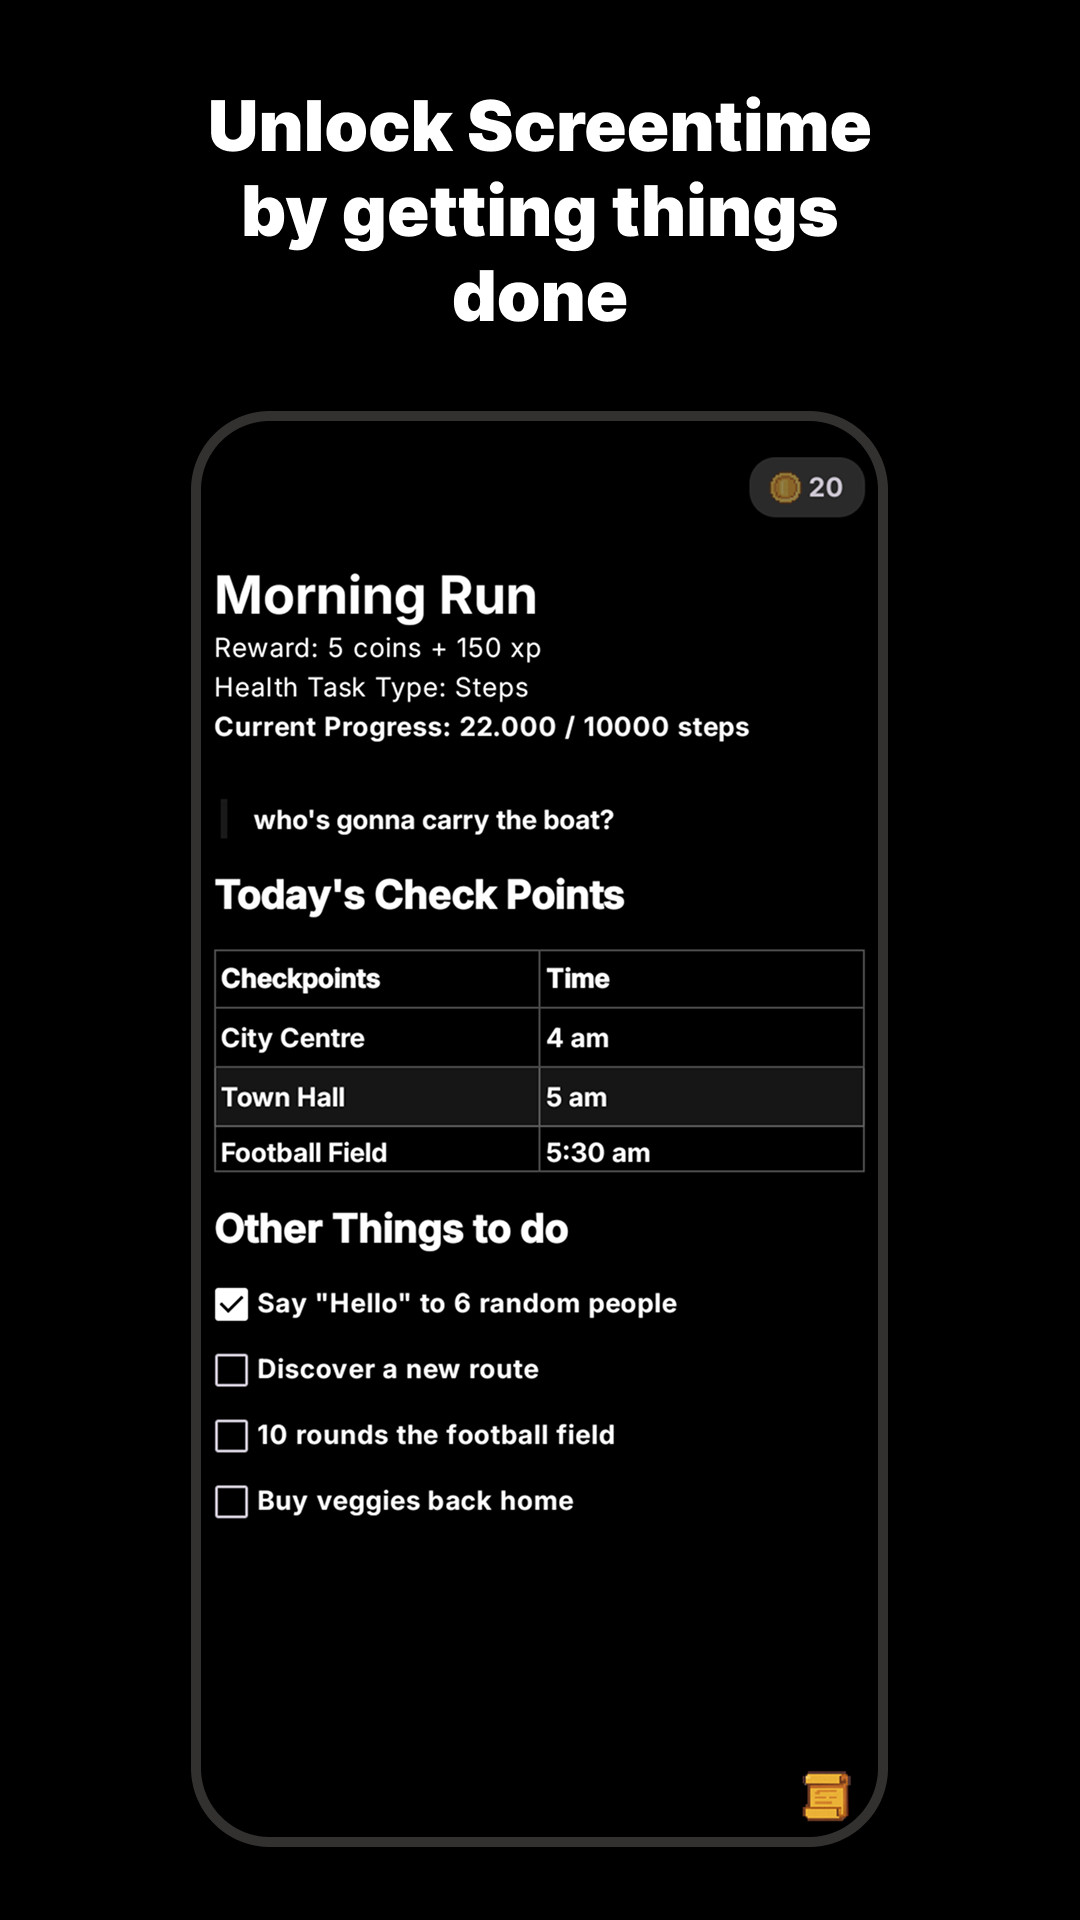 Unlock Screentime
by getting things
done
20
Morning Run
Reward: 5 coins + 150 xp
Health Task Type: Steps
Current Progress: 22.000 / 10000 steps
who's gonna carry the boat?
Today's Check Points
Checkpoints Time
City Centre 4 am
Town Hall 5 am
Football Field 5:30 am
Other Things to do
Say "Hello" to 6 random people
Discover a new route
10 rounds the football field
Buy veggies back home